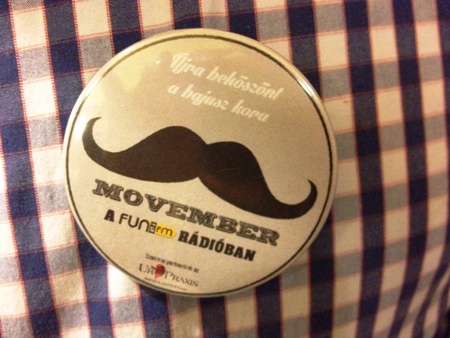 Újra beköszönt
a bajusz kora
MOVEMBER
A FUN FM RÁDIÓBAN